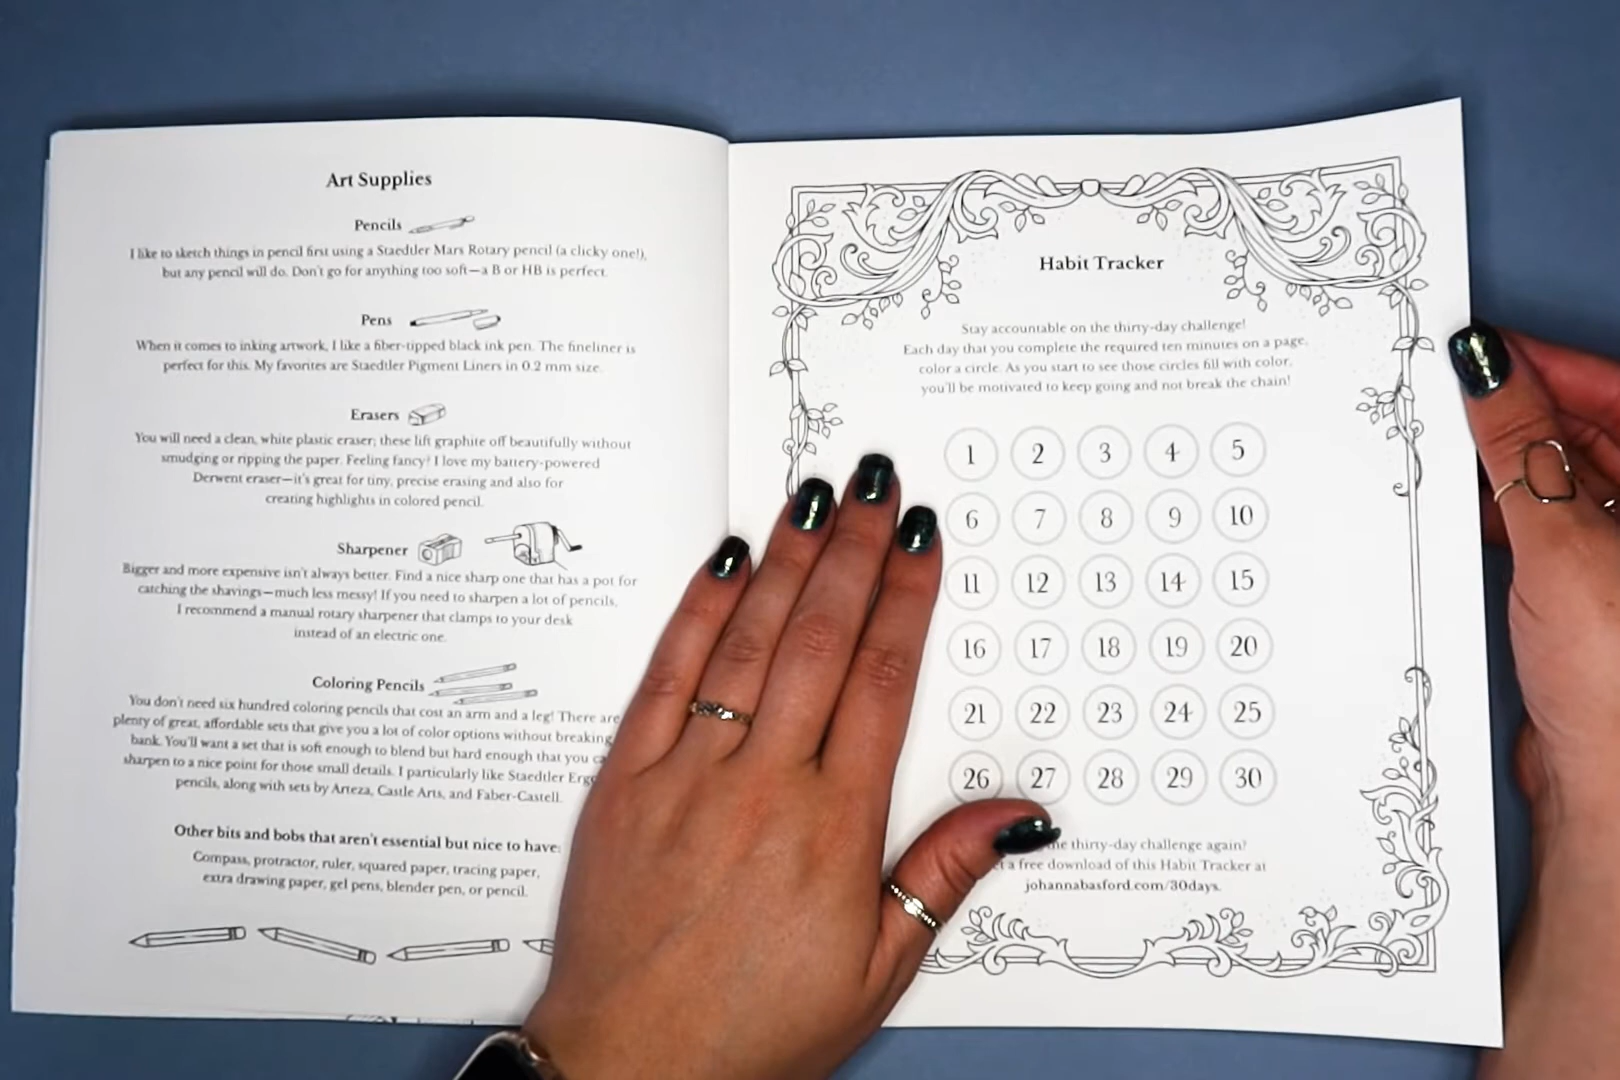 Art Supplies
Pencils
I like to sketch things in pencil first using a Staedtler Mars Rotary pencil (a clicky one!),
but any pencil will do. Don't go for anything too soft—a B or HB is perfect.
Pens
When it comes to inking artwork, I like a fiber-tipped black ink pen. The fineliner is
perfect for this. My favorites are Staedtler Pigment Liners in 0.2 mm size.
Erasers
You will need a clean, white plastic eraser; these lift graphite off beautifully without
smudging or ripping the paper. Feeling fancy? I love my battery-powered
Derwent eraser—it's great for tiny, precise erasing and also for
creating highlights in colored pencil.
Sharpener
Bigger and more expensive isn't always better. Find a nice sharp one that has a pot for
catching the shavings—much less messy! If you need to sharpen a lot of pencils,
I recommend a manual rotary sharpener that clamps to your desk
instead of an electric one.
Coloring Pencils
You don't need six hundred coloring pencils that cost an arm and a leg! There are
plenty of great, affordable sets that give you a lot of color options without breaking
bank. You'll want a set that is soft enough to blend but hard enough that you
sharpen to a nice point for those small details. I particularly like Staedtler
pencils, along with sets by Arteza, Castle Arts, and Faber-Castell.
Other bits and bobs that aren't essential but nice to have:
Compass, protractor, ruler, squared paper, tracing paper,
extra drawing paper, gel pens, blender pen, or pencil.
Habit Tracker
Stay accountable on the thirty-day challenge!
Each day that you complete the required ten minutes on a page,
color a circle. As you start to see those circles fill with color,
you'll be motivated to keep going and not break the chain!
1 2 3 4 5
6 7 8 9 10
11 12 13 14 15
16 17 18 19 20
21 22 23 24 25
26 27 28 29 30
the thirty-day challenge again?
a free download of this Habit Tracker at
johannabasford.com/30days.